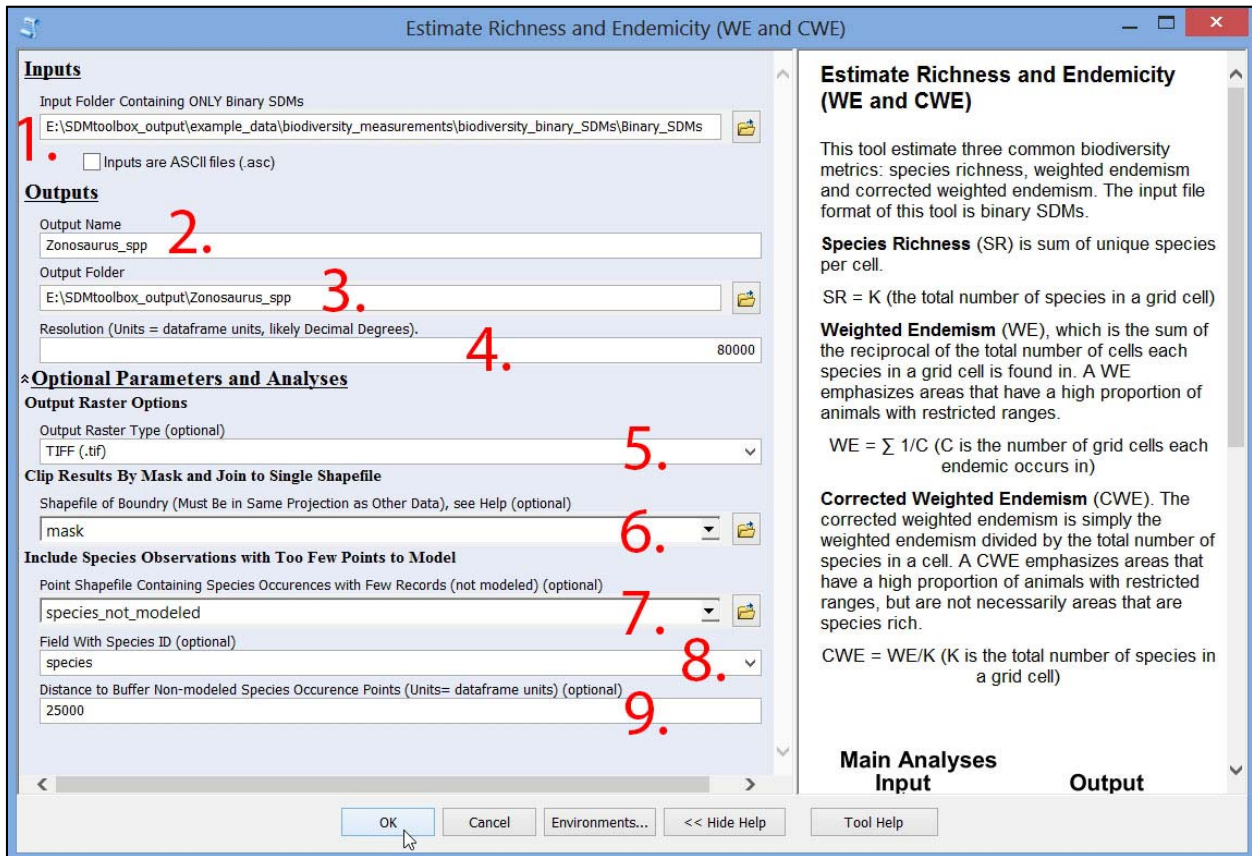 Estimate Richness and Endemicity (WE and CWE)
Inputs
Input Folder Containing ONLY Binary SDMs
E:\SDMtoolbox_output\example_data\biodiversity_measurements\biodiversity_binary_SDMs\Binary_SDMs
1.
Inputs are ASCII files (.asc)
Outputs
Output Name
2.
Zonosaurus_spp
Output Folder
3.
E:\SDMtoolbox_output\Zonosaurus_spp
Resolution (Units = dataframe units, likely Decimal Degrees).
4.
80000
Optional Parameters and Analyses
Output Raster Options
Output Raster Type (optional)
TIFF (.tif)
5.
Clip Results By Mask and Join to Single Shapefile
Shapefile of Boundry (Must Be in Same Projection as Other Data), see Help (optional)
mask
6.
Include Species Observations with Too Few Points to Model
Point Shapefile Containing Species Occurences with Few Records (not modeled) (optional)
species_not_modeled
7.
Field With Species ID (optional)
species
8.
Distance to Buffer Non-modeled Species Occurence Points (Units= dataframe units) (optional)
25000
9.
Estimate Richness and Endemicity
(WE and CWE)
This tool estimate three common biodiversity
metrics: species richness, weighted endemism
and corrected weighted endemism. The input file
format of this tool is binary SDMs.
Species Richness (SR) is sum of unique species
per cell.
SR = K (the total number of species in a grid cell)
Weighted Endemism (WE), which is the sum of
the reciprocal of the total number of cells each
species in a grid cell is found in. A WE
emphasizes areas that have a high proportion of
animals with restricted ranges.
WE = ∑ 1/C (C is the number of grid cells each
endemic occurs in)
Corrected Weighted Endemism (CWE). The
corrected weighted endemism is simply the
weighted endemism divided by the total number of
species in a cell. A CWE emphasizes areas that
have a high proportion of animals with restricted
ranges, but are not necessarily areas that are
species rich.
CWE = WE/K (K is the total number of species in
a grid cell)
Main Analyses
Input Output
OK
Cancel
Environments...
<< Hide Help
Tool Help